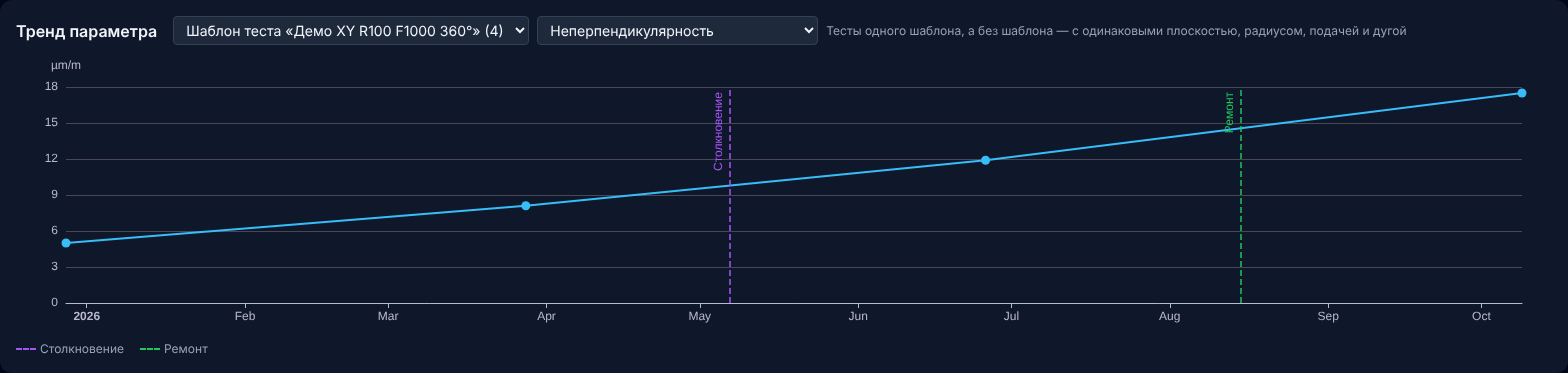 Тренд параметра Шаблон теста «Демо XY R100 F1000 360°» (4) Неперпендикулярность Тесты одного шаблона, а без шаблона — с одинаковыми плоскостью, радиусом, подачей и дугой
µm/m
18
15
12
9
6
3
0
Столкновение
Ремонт
2026 Feb Mar Apr May Jun Jul Aug Sep Oct
Столкновение Ремонт